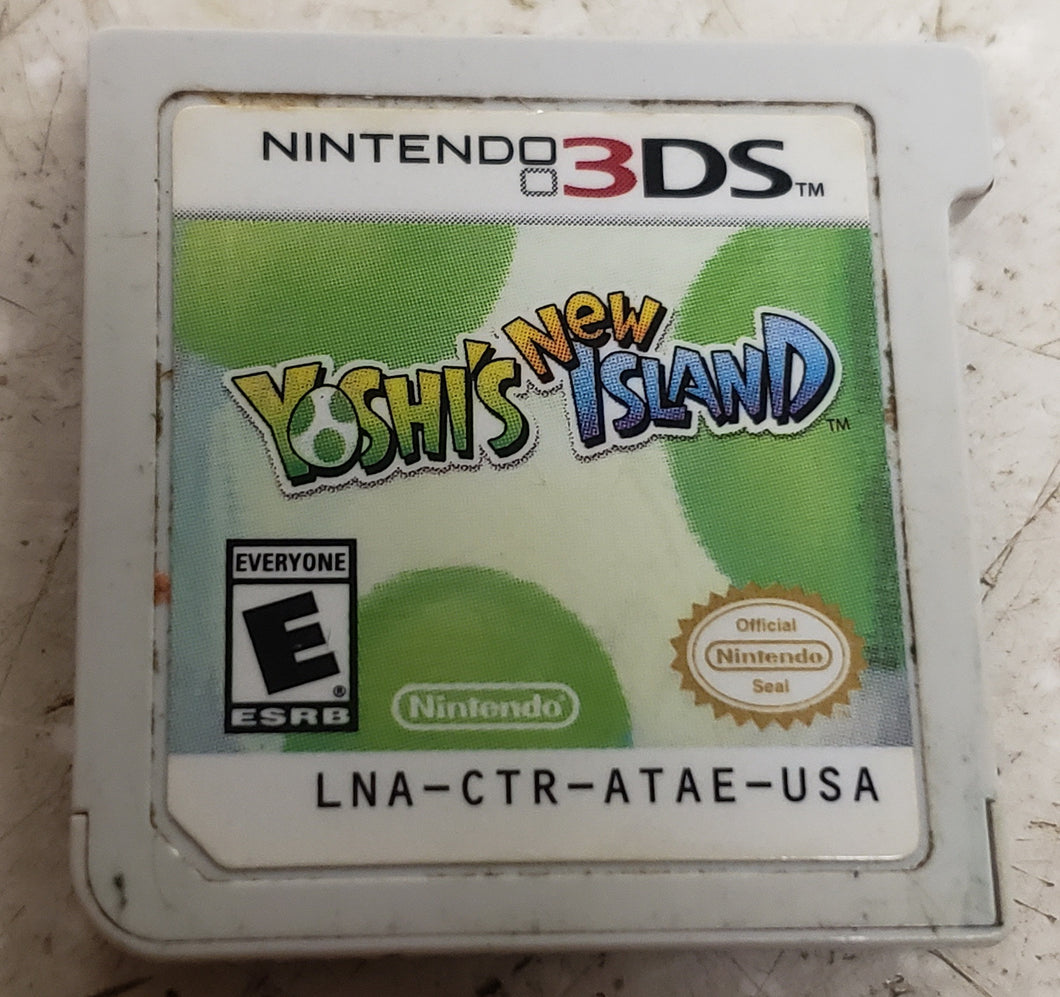 NINTENDO 3DS™
YOSHI'S New ISLAND™
EVERYONE
E®
ESRB
Nintendo®
Official
Nintendo
Seal
LNA-CTR-ATAE-USA